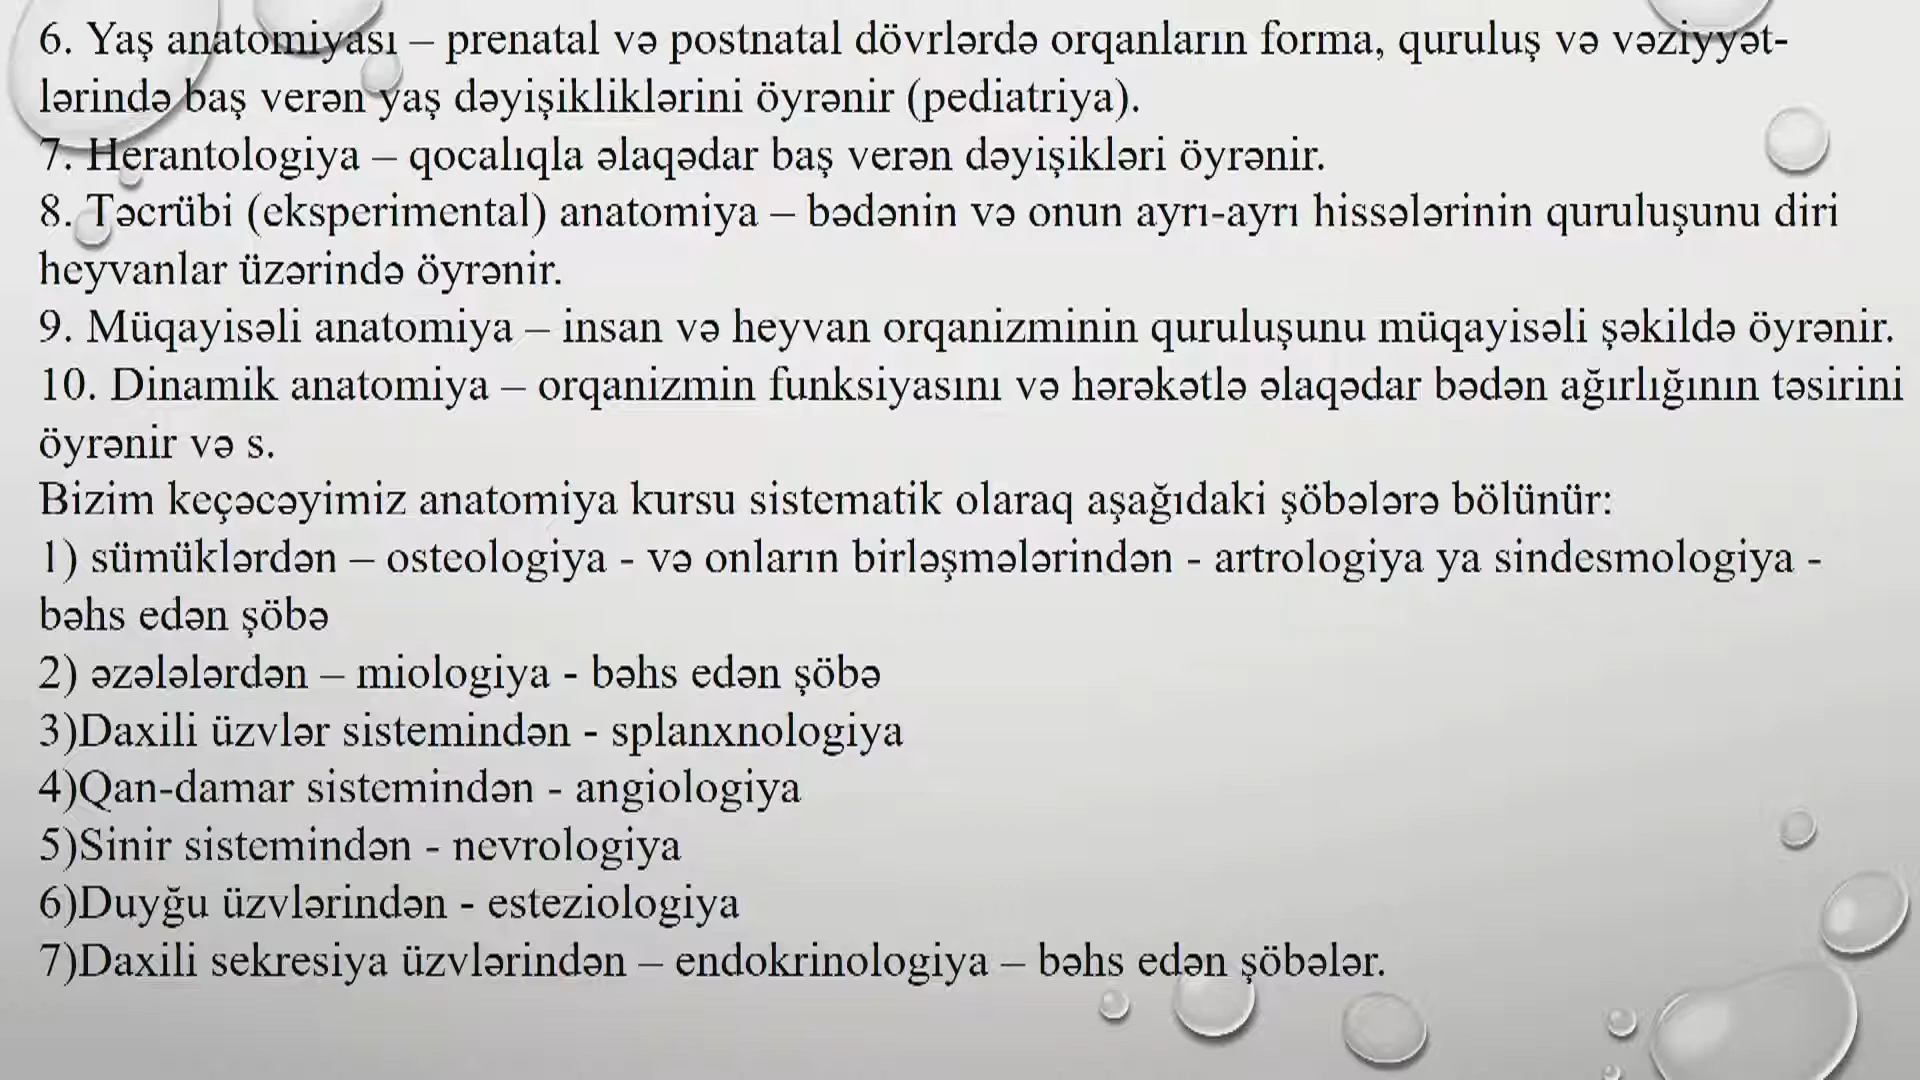 6. Yaş anatomiyası – prenatal və postnatal dövrlərdə orqanların forma, quruluş və vəziyyət-
lərində baş verən yaş dəyişikliklərini öyrənir (pediatriya).
7. Herantologiya – qocalıqla əlaqədar baş verən dəyişikləri öyrənir.
8. Təcrübi (eksperimental) anatomiya – bədənin və onun ayrı-ayrı hissələrinin quruluşunu diri
heyvanlar üzərində öyrənir.
9. Müqayisəli anatomiya – insan və heyvan orqanizminin quruluşunu müqayisəli şəkildə öyrənir.
10. Dinamik anatomiya – orqanizmin funksiyasını və hərəkətlə əlaqədar bədən ağırlığının təsirini
öyrənir və s.
Bizim keçəcəyimiz anatomiya kursu sistematik olaraq aşağıdaki şöbələrə bölünür:
1) sümüklərdən – osteologiya - və onların birləşmələrindən - artrologiya ya sindesmologiya -
bəhs edən şöbə
2) əzələlərdən – miologiya - bəhs edən şöbə
3)Daxili üzvlər sistemindən - splanxnologiya
4)Qan-damar sistemindən - angiologiya
5)Sinir sistemindən - nevrologiya
6)Duyğu üzvlərindən - esteziologiya
7)Daxili sekresiya üzvlərindən – endokrinologiya – bəhs edən şöbələr.